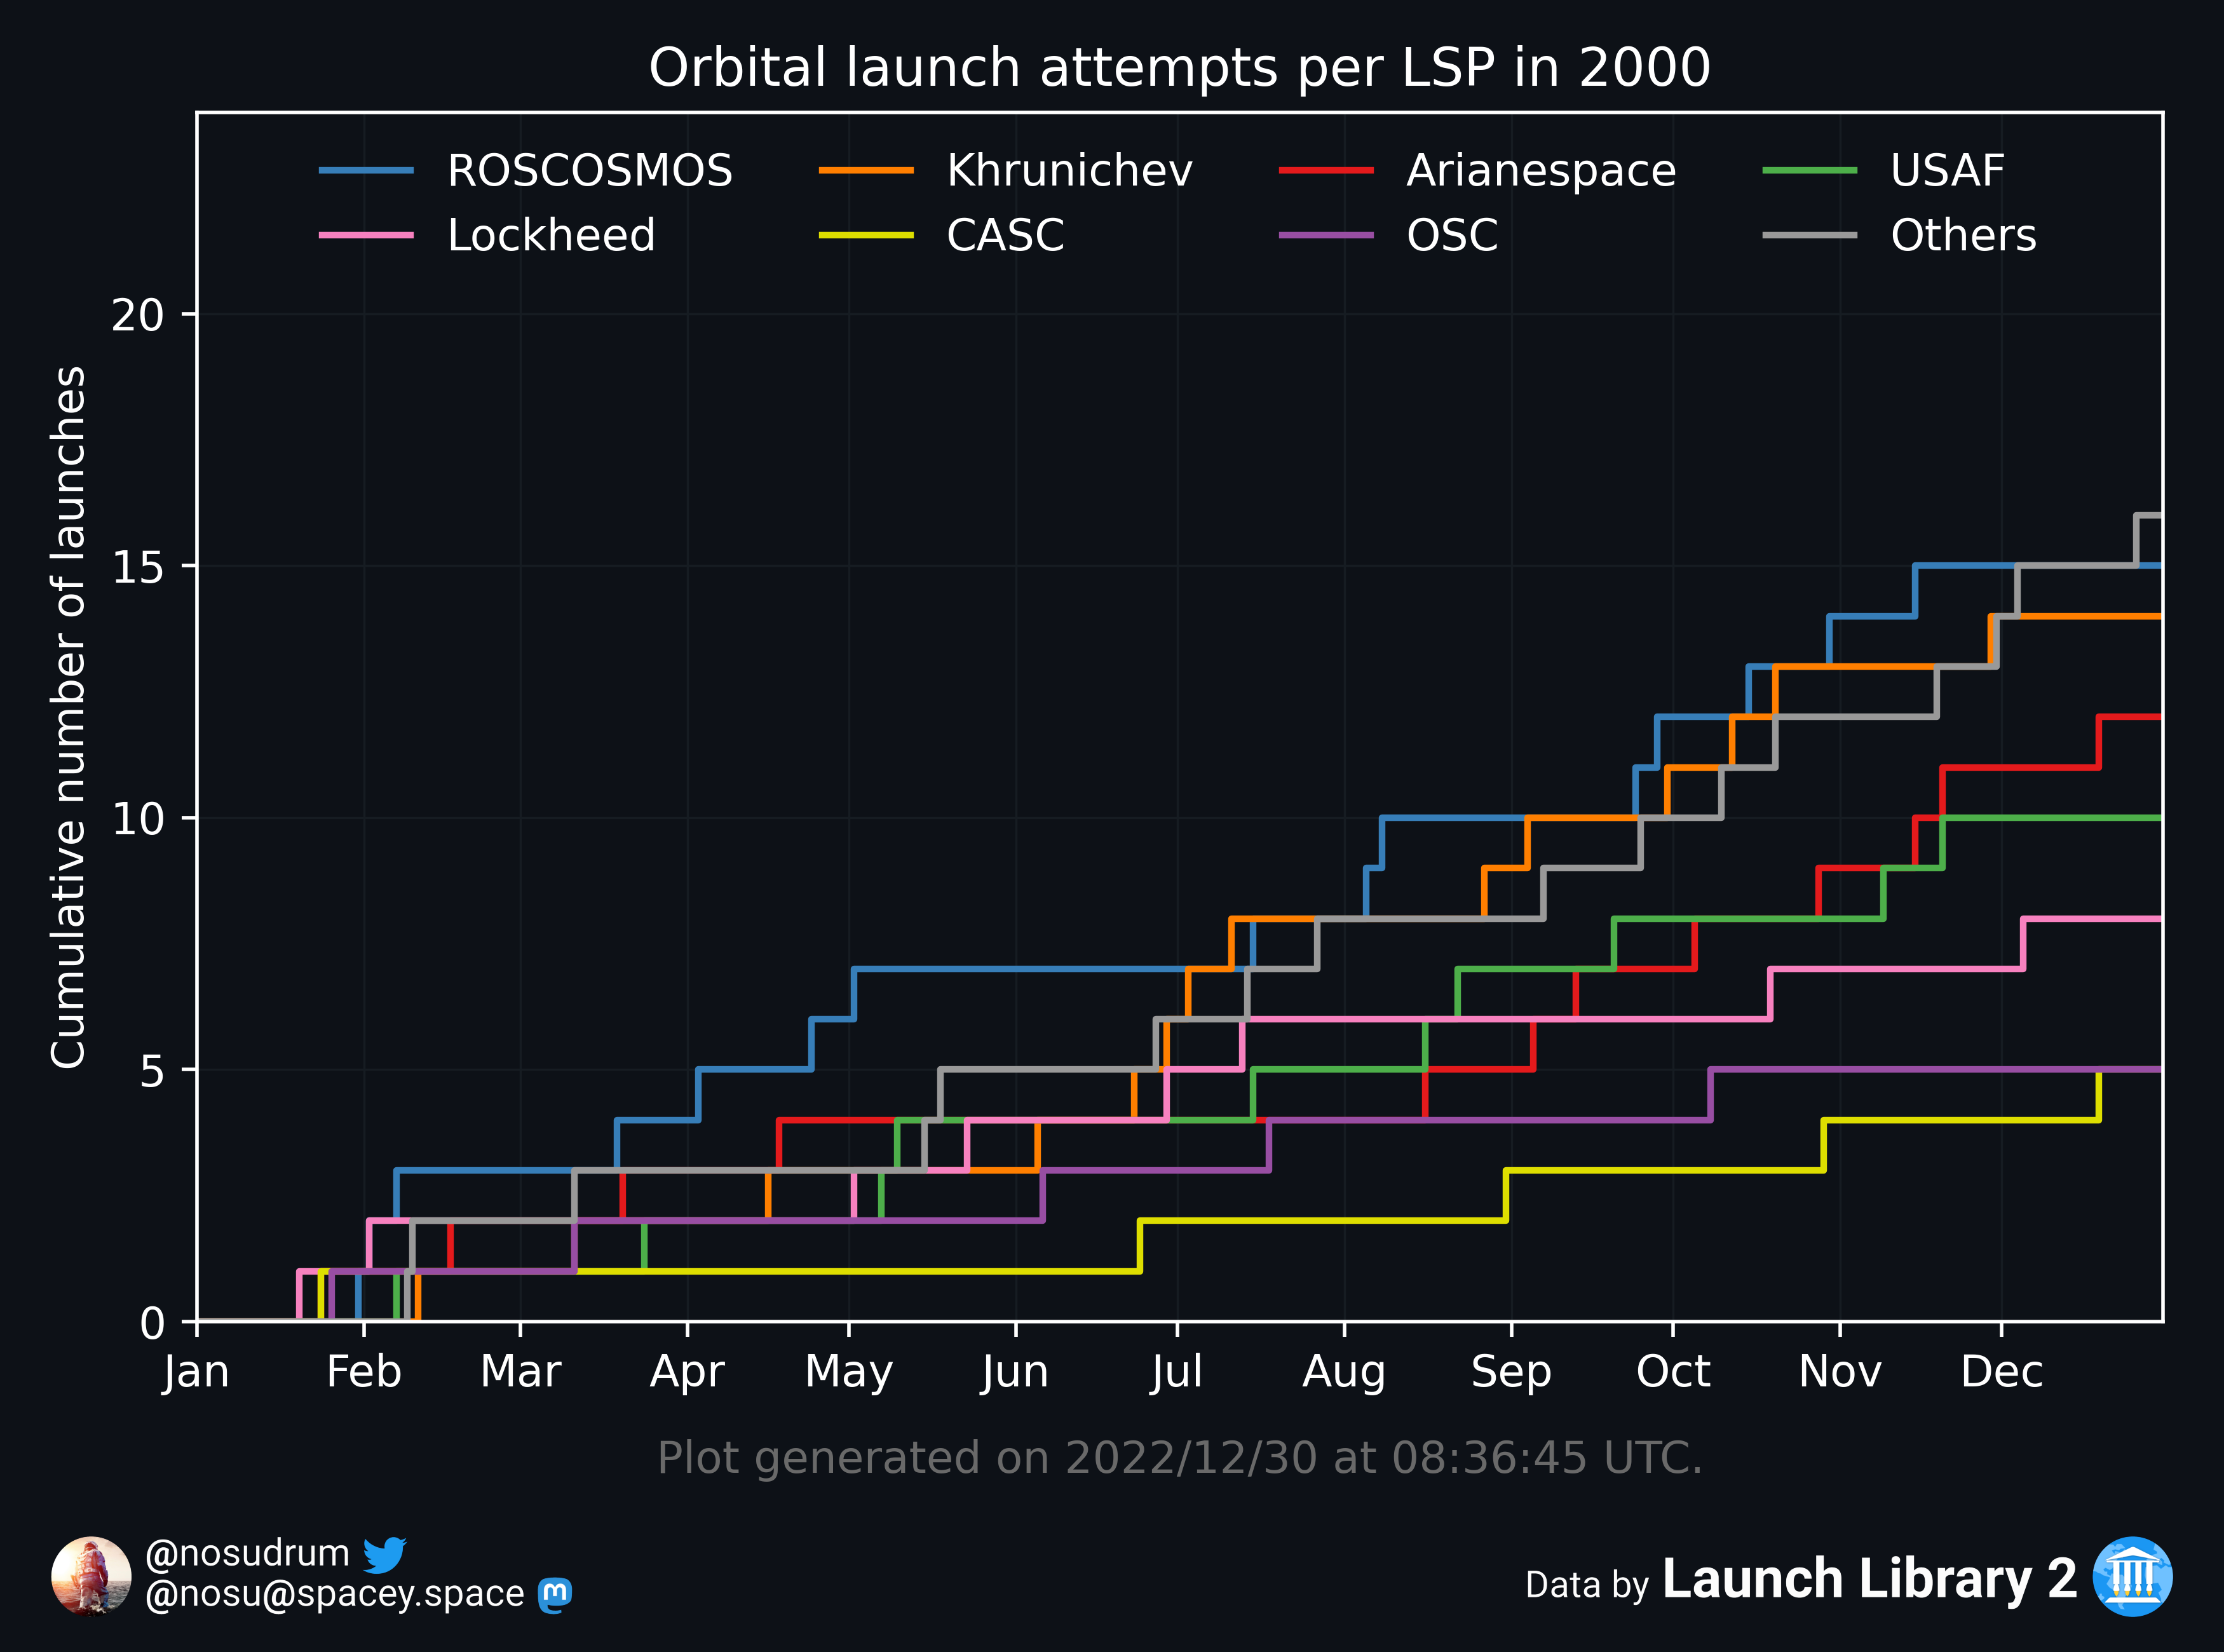 Orbital launch attempts per LSP in 2000
ROSCOSMOS Khrunichev Arianespace USAF
Lockheed CASC OSC Others
Cumulative number of launches
20
15
10
5
0
Jan Feb Mar Apr May Jun Jul Aug Sep Oct Nov Dec
Plot generated on 2022/12/30 at 08:36:45 UTC.
@nosudrum
@nosu@spacey.space
Data by Launch Library 2